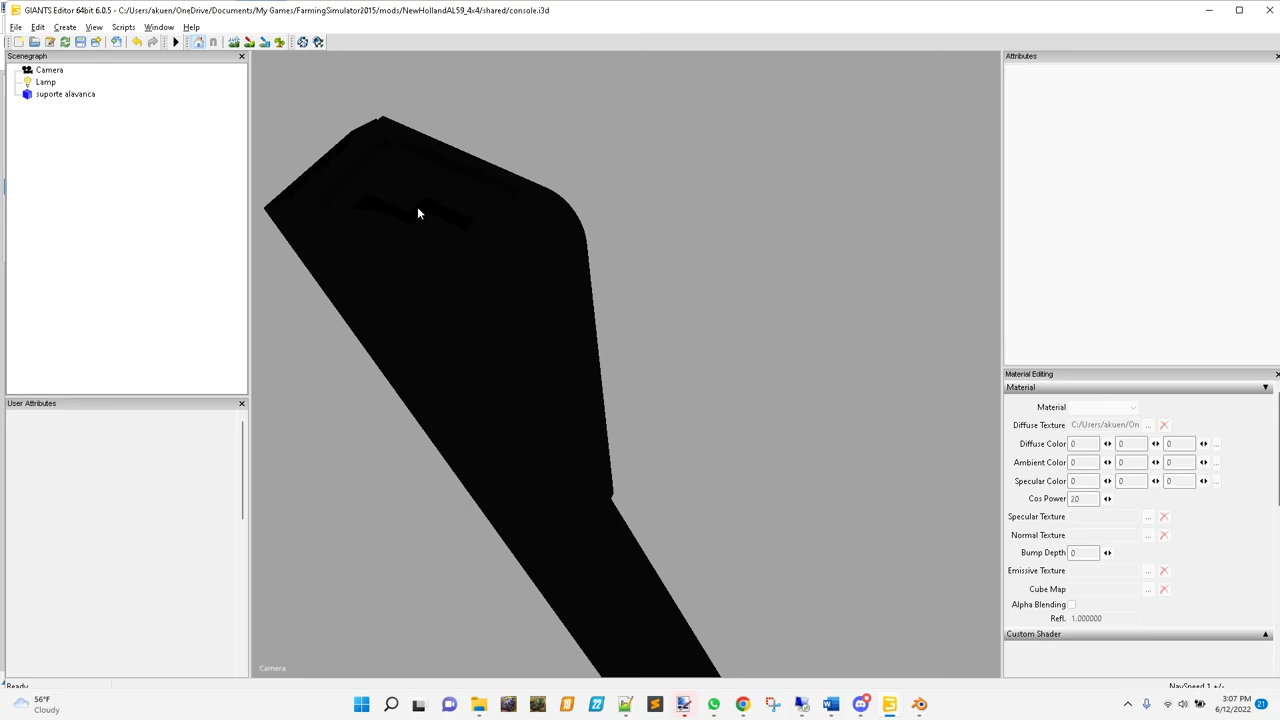 GIANTS Editor 64bit 6.0.5 - C:/Users/akuen/OneDrive/Documents/My Games/FarmingSimulator2015/mods/NewHollandAL59_4x4/shared/console.i3d
File Edit Create View Scripts Window Help
Scenegraph
Camera
Lamp
suporte alavanca
User Attributes
Camera
Attributes
Material Editing
Material
Material
Diffuse Texture C:/Users/akuen/On ...
Diffuse Color 0 0 0 ...
Ambient Color 0 0 0 ...
Specular Color 0 0 0 ...
Cos Power 20
Specular Texture ...
Normal Texture ...
Bump Depth 0
Emissive Texture ...
Cube Map ...
Alpha Blending
Refl. 1.000000
Custom Shader
Ready
NavSpeed 1 +/-
56°F
Cloudy
22
3:07 PM
6/12/2022
21